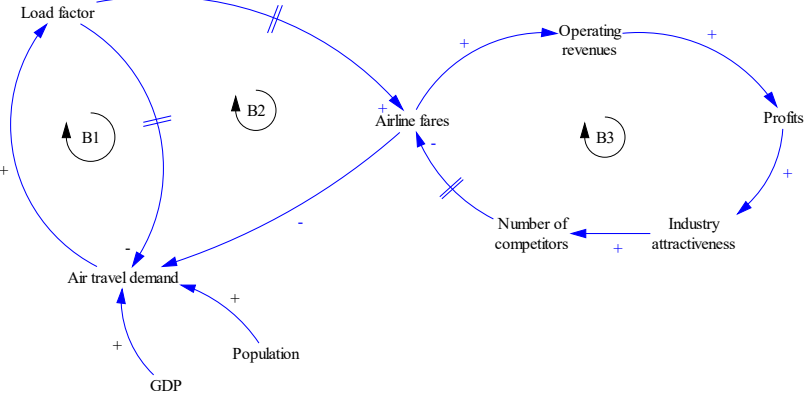 Load factor
Operating
revenues
+
+
B2
+
Airline fares
Profits
B1
-
B3
+
+
-
Number of
competitors
Industry
attractiveness
+
-
Air travel demand
+
+
Population
GDP